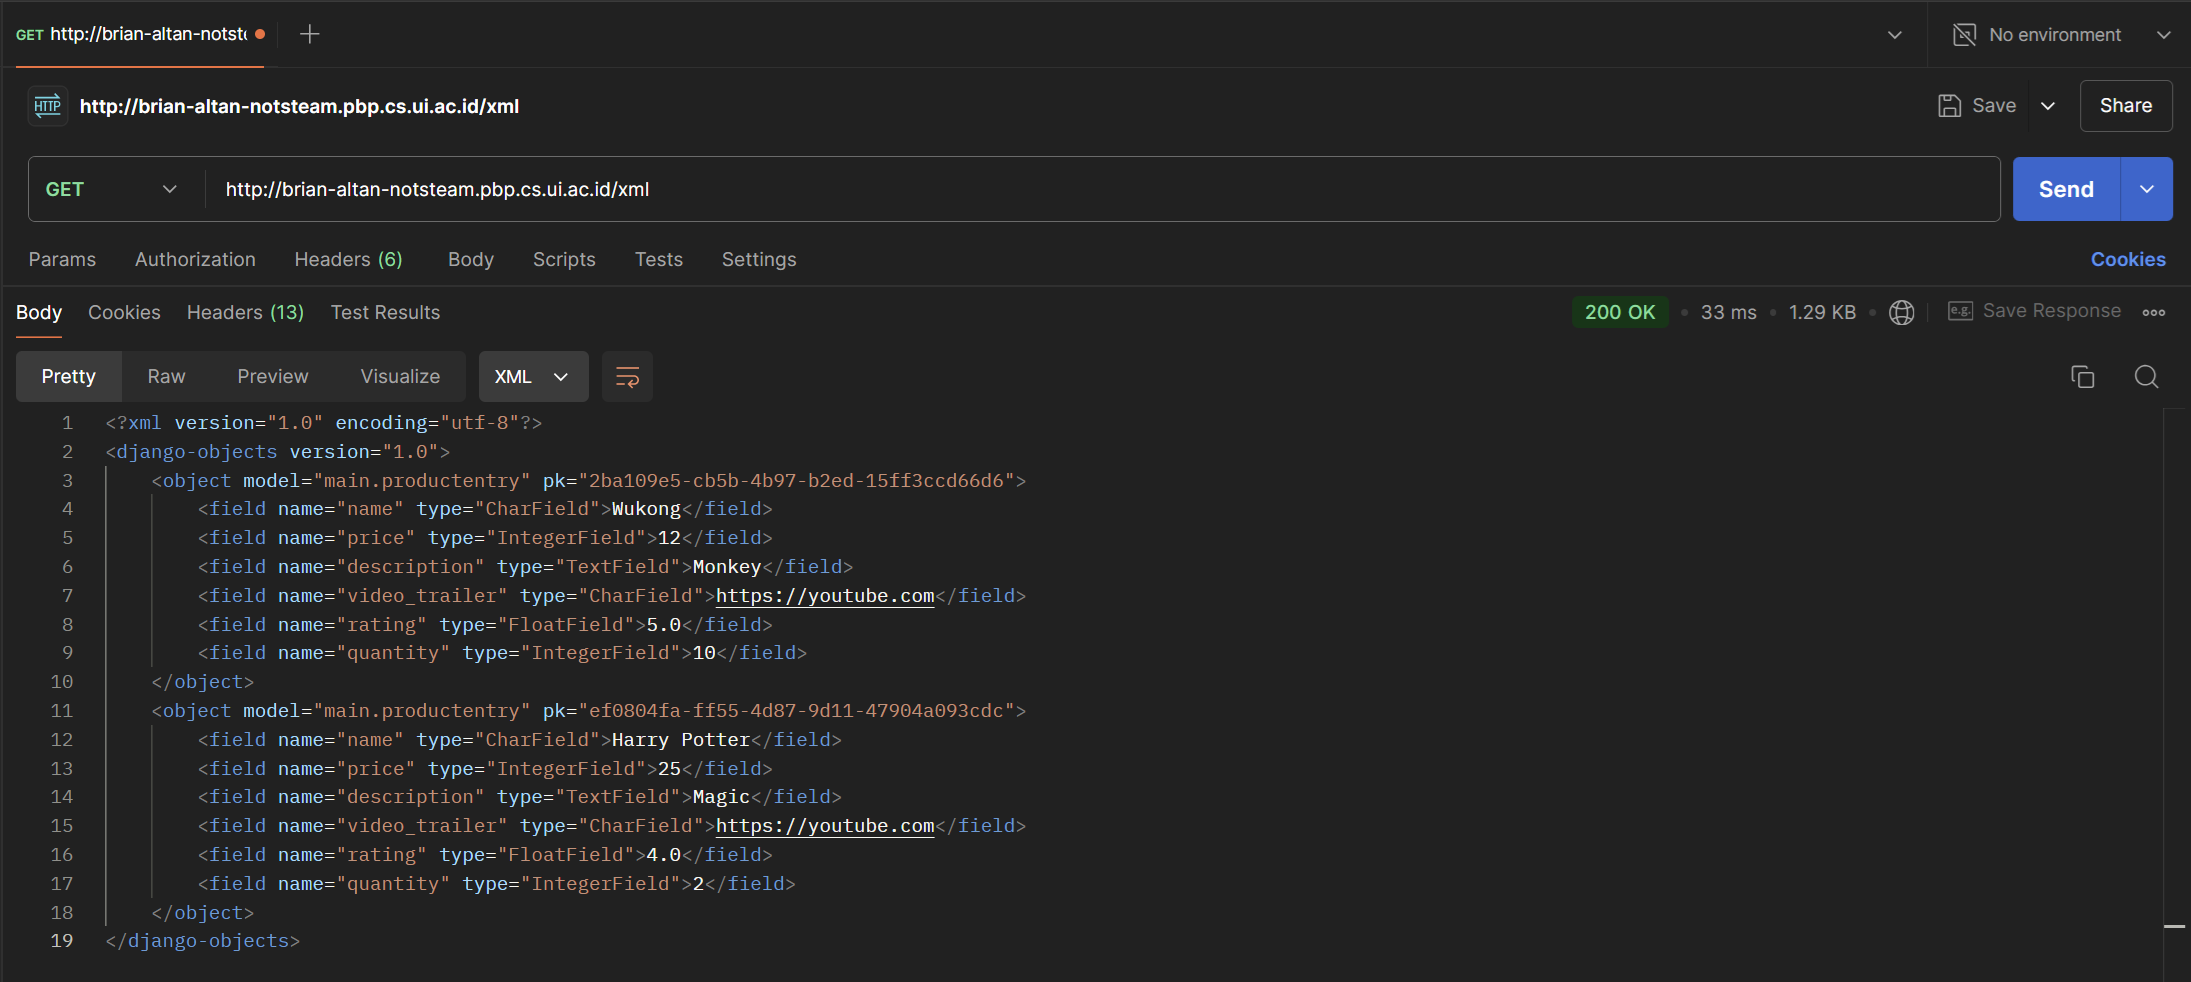 GET http://brian-altan-notst
No environment
HTTP http://brian-altan-notsteam.pbp.cs.ui.ac.id/xml
Save
Share
GET http://brian-altan-notsteam.pbp.cs.ui.ac.id/xml
Send
Params Authorization Headers (6) Body Scripts Tests Settings Cookies
Body Cookies Headers (13) Test Results 200 OK • 33 ms • 1.29 KB • e.g. Save Response
Pretty Raw Preview Visualize XML
1 <?xml version="1.0" encoding="utf-8"?>
2 <django-objects version="1.0">
3 <object model="main.productentry" pk="2ba109e5-cb5b-4b97-b2ed-15ff3ccd66d6">
4 <field name="name" type="CharField">Wukong</field>
5 <field name="price" type="IntegerField">12</field>
6 <field name="description" type="TextField">Monkey</field>
7 <field name="video_trailer" type="CharField">https://youtube.com</field>
8 <field name="rating" type="FloatField">5.0</field>
9 <field name="quantity" type="IntegerField">10</field>
10 </object>
11 <object model="main.productentry" pk="ef0804fa-ff55-4d87-9d11-47904a093cdc">
12 <field name="name" type="CharField">Harry Potter</field>
13 <field name="price" type="IntegerField">25</field>
14 <field name="description" type="TextField">Magic</field>
15 <field name="video_trailer" type="CharField">https://youtube.com</field>
16 <field name="rating" type="FloatField">4.0</field>
17 <field name="quantity" type="IntegerField">2</field>
18 </object>
19 </django-objects>